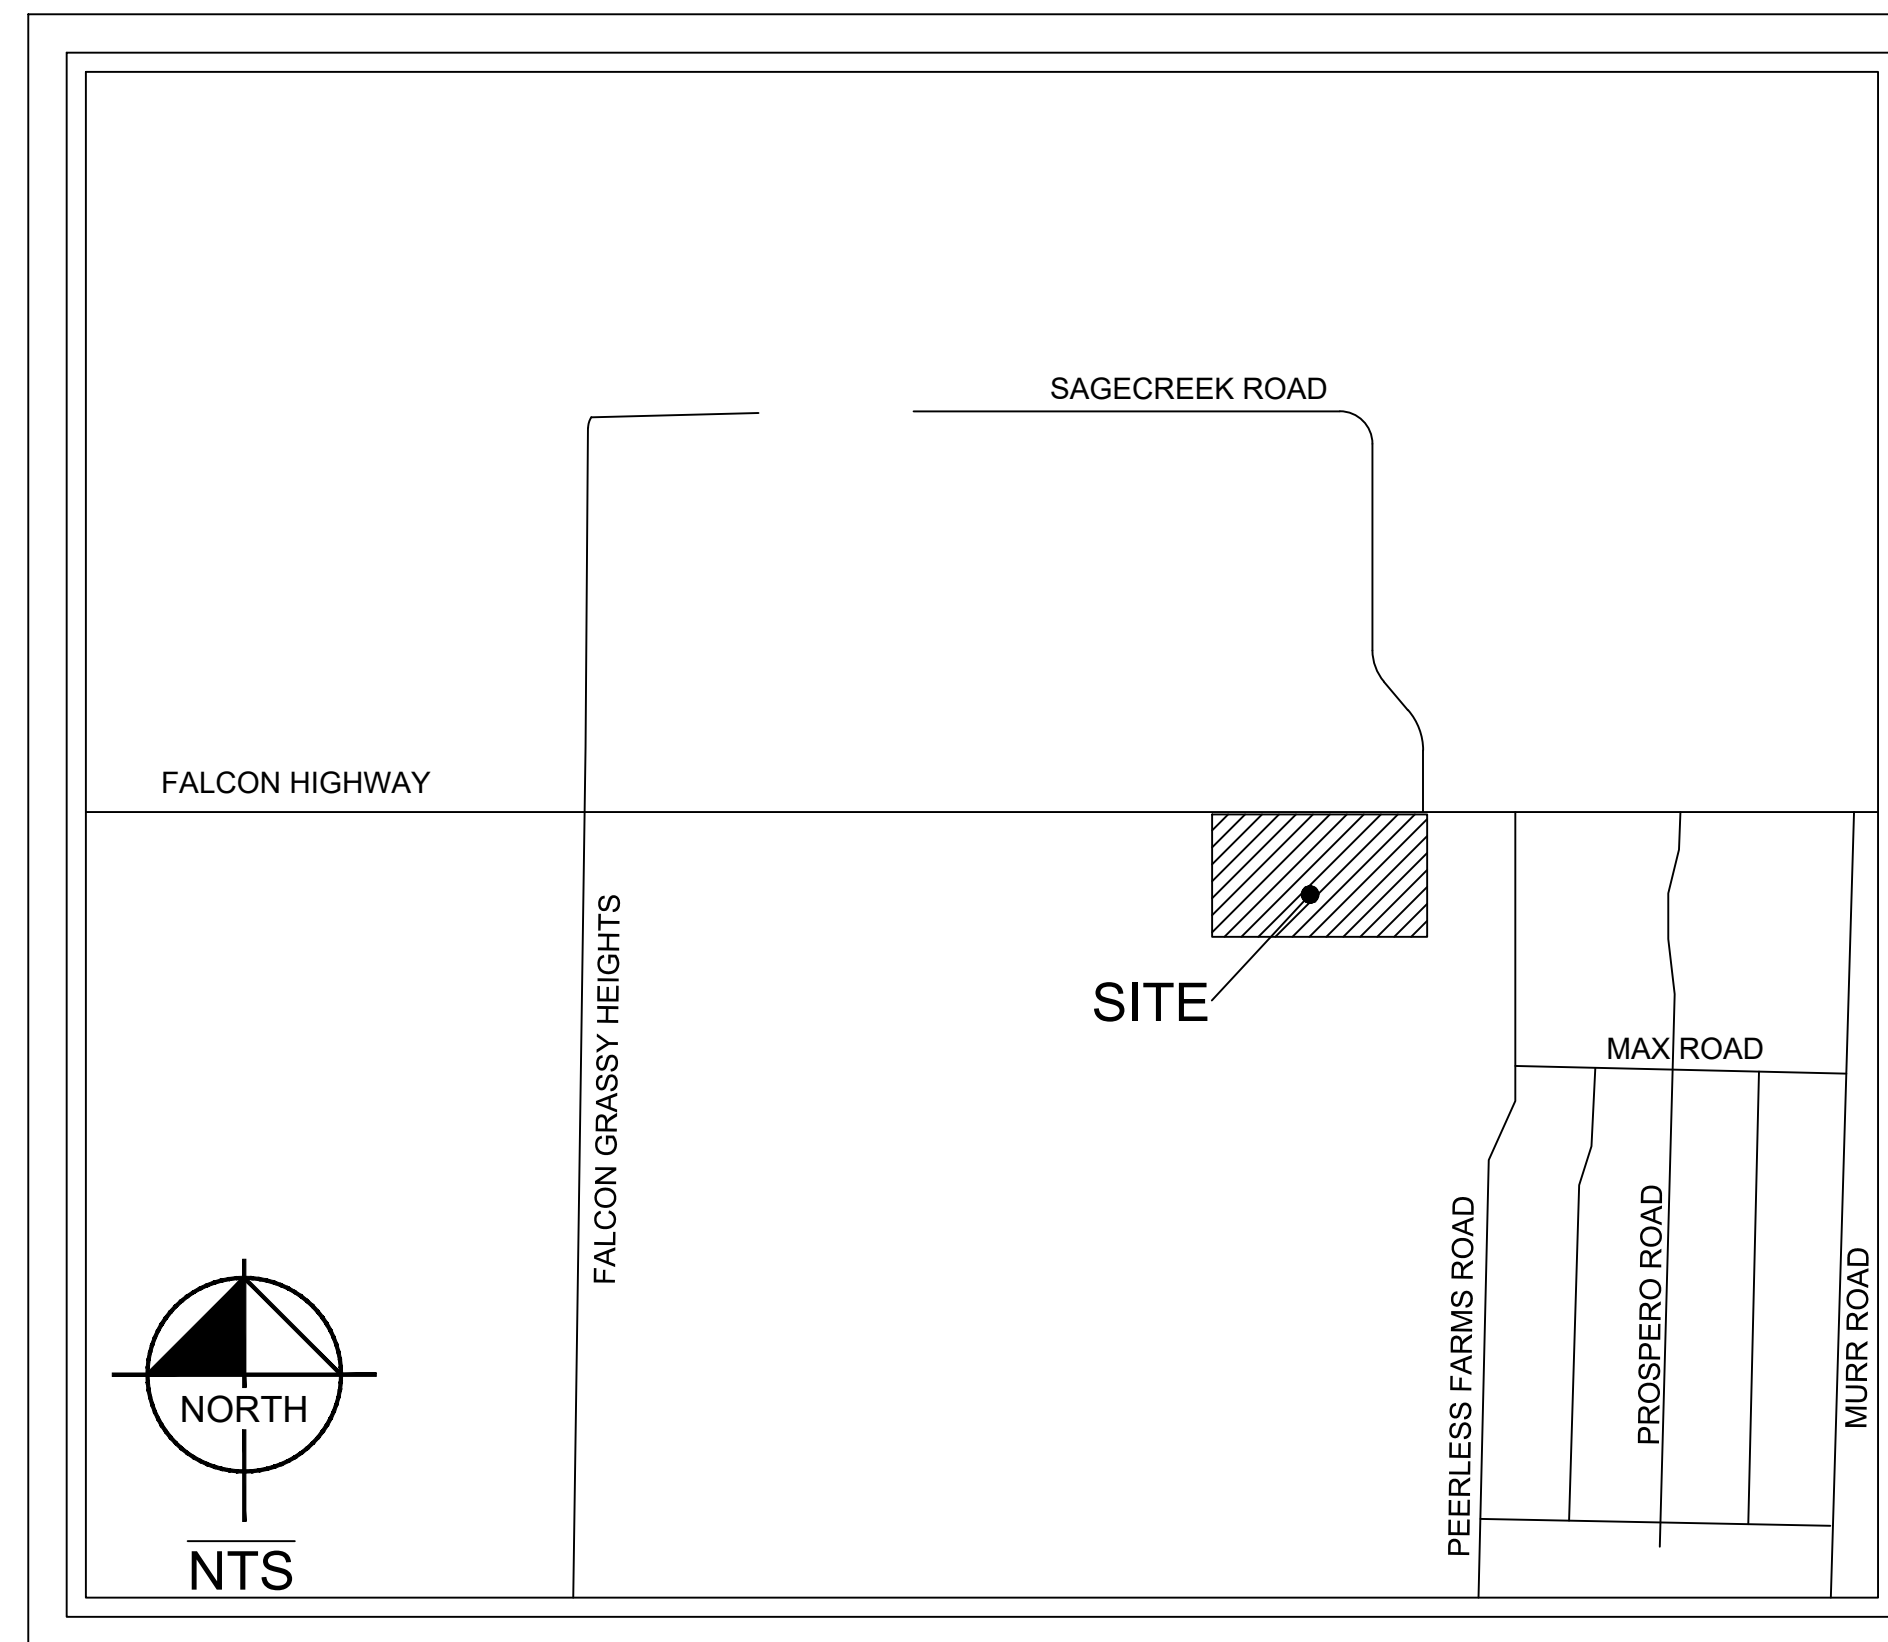 SAGECREEK ROAD
FALCON HIGHWAY
FALCON GRASSY HEIGHTS
SITE
MAX ROAD
PEERLESS FARMS ROAD
PROSPERO ROAD
MURR ROAD
NORTH
NTS